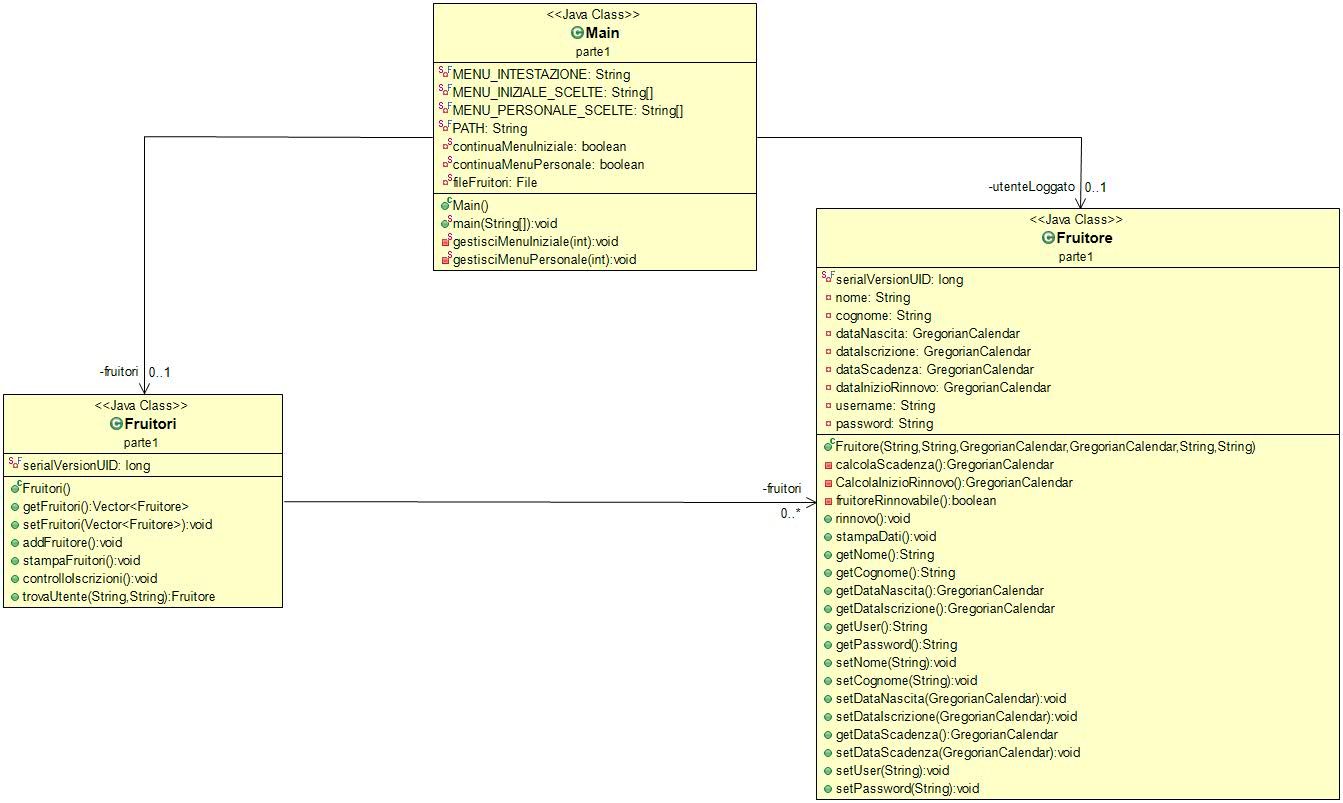 <<Java Class>>
Main
parte1
MENU_INTESTAZIONE: String
MENU_INIZIALE_SCELTE: String[]
MENU_PERSONALE_SCELTE: String[]
PATH: String
continuaMenuIniziale: boolean
continuaMenuPersonale: boolean
fileFruitori: File
Main()
main(String[]):void
gestisciMenuIniziale(int):void
gestisciMenuPersonale(int):void
-utenteLoggato 0..1
-fruitori 0..1
<<Java Class>>
Fruitori
parte1
serialVersionUID: long
Fruitori()
getFruitori():Vector<Fruitore>
setFruitori(Vector<Fruitore>):void
addFruitore():void
stampaFruitori():void
controlloIscrizioni():void
trovaUtente(String,String):Fruitore
-fruitori
0..*
<<Java Class>>
Fruitore
parte1
serialVersionUID: long
nome: String
cognome: String
dataNascita: GregorianCalendar
dataIscrizione: GregorianCalendar
dataScadenza: GregorianCalendar
dataInizioRinnovo: GregorianCalendar
username: String
password: String
Fruitore(String,String,GregorianCalendar,GregorianCalendar,String,String)
calcolaScadenza():GregorianCalendar
CalcolaInizioRinnovo():GregorianCalendar
fruitoreRinnovabile():boolean
rinnovo():void
stampaDati():void
getNome():String
getCognome():String
getDataNascita():GregorianCalendar
getDataIscrizione():GregorianCalendar
getUser():String
getPassword():String
setNome(String):void
setCognome(String):void
setDataNascita(GregorianCalendar):void
setDataIscrizione(GregorianCalendar):void
getDataScadenza():GregorianCalendar
setDataScadenza(GregorianCalendar):void
setUser(String):void
setPassword(String):void